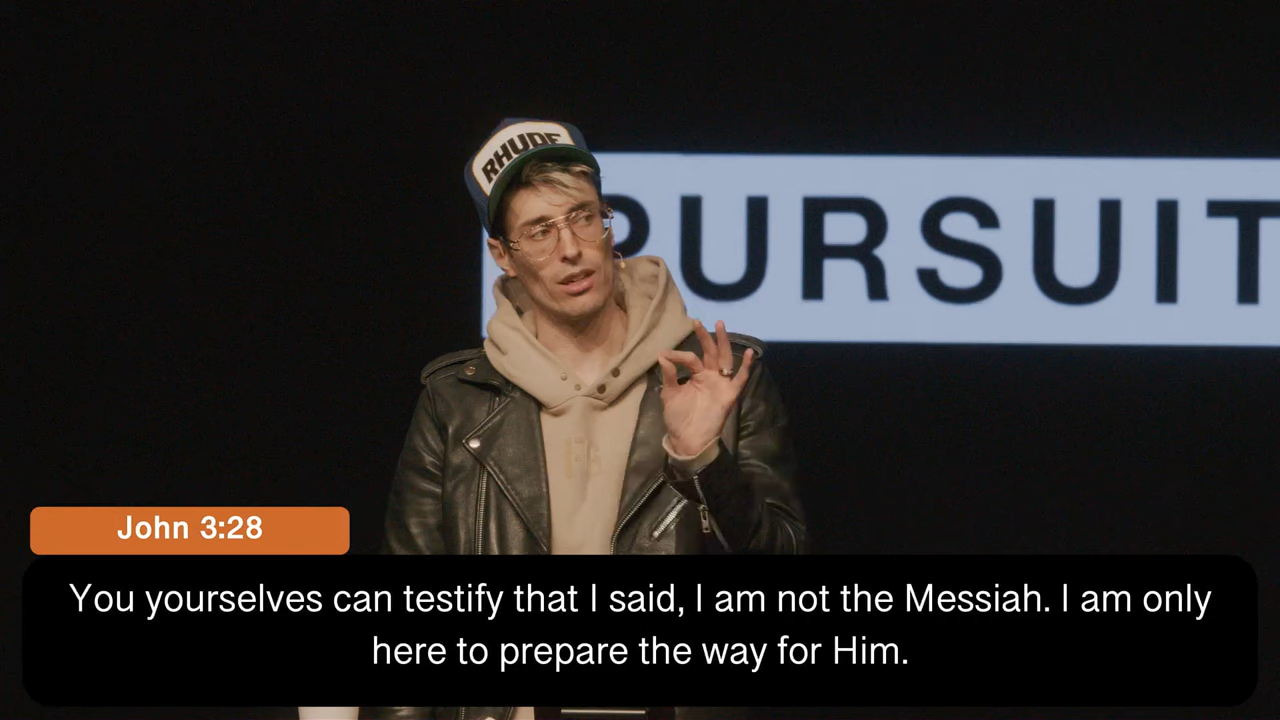 RHUDE
PURSUIT
John 3:28
You yourselves can testify that I said, I am not the Messiah. I am only
here to prepare the way for Him.